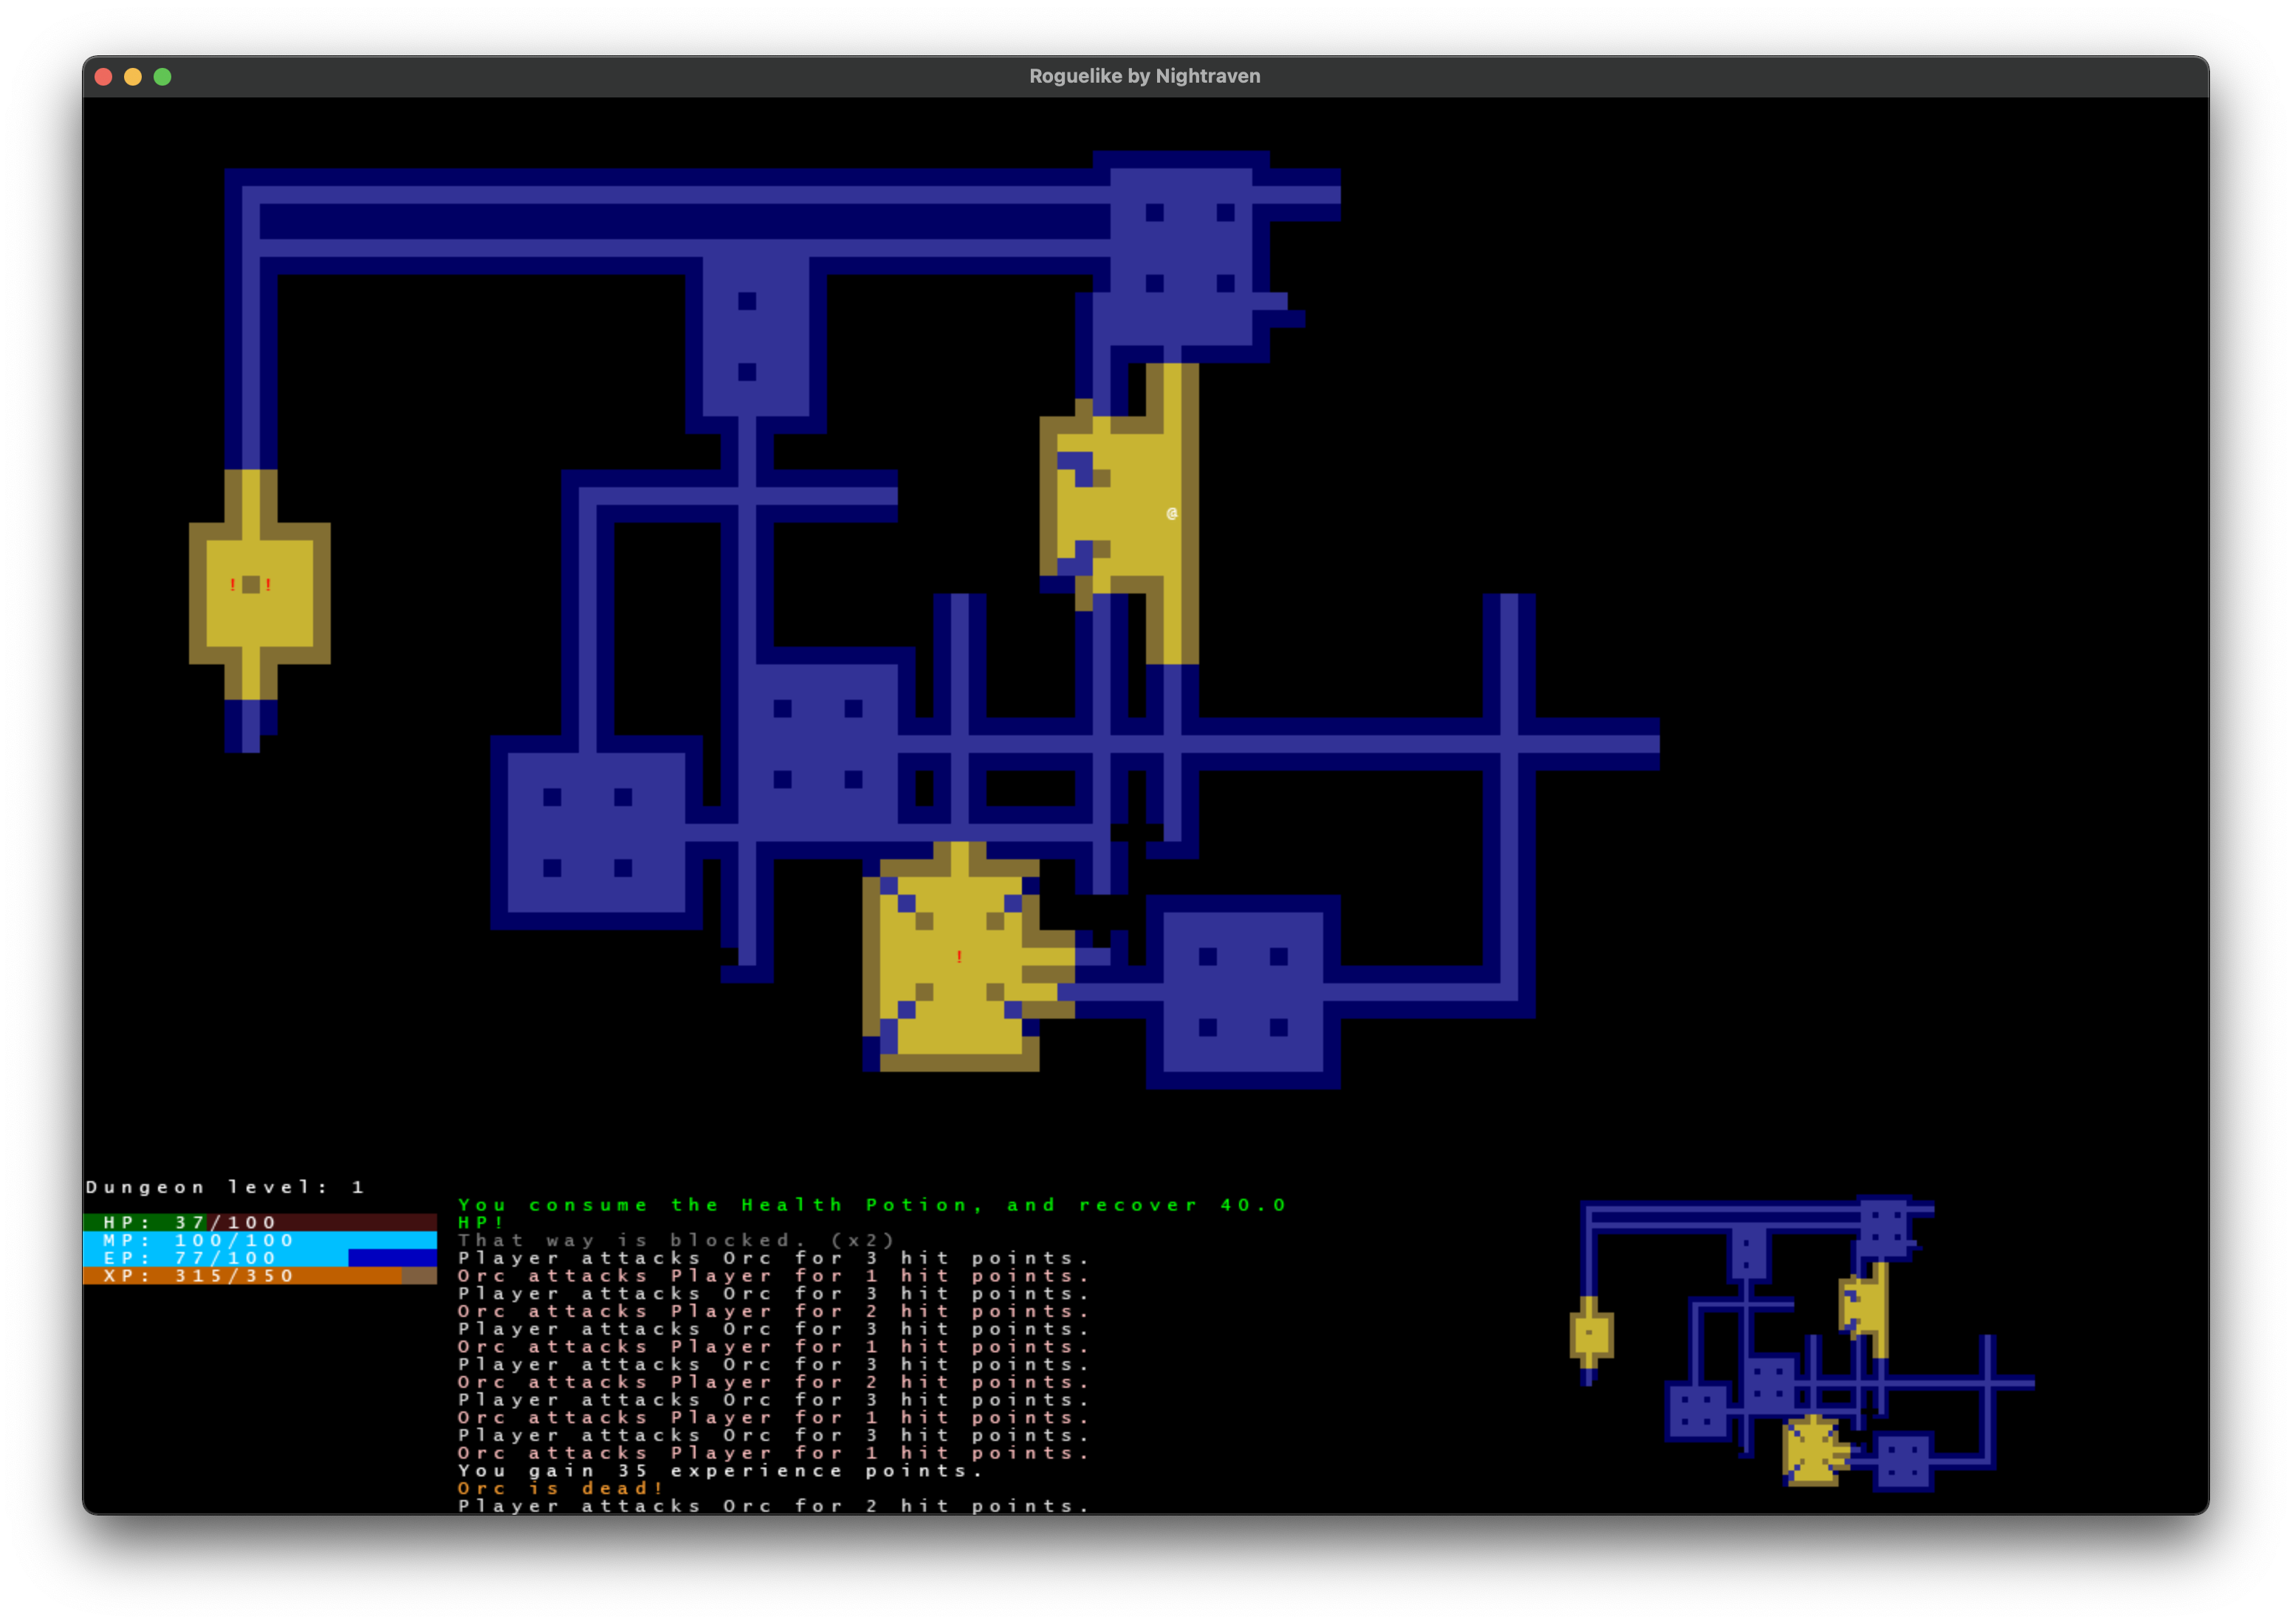 Roguelike by Nightraven
! !
@
!
Dungeon level: 1
HP: 37/100
MP: 100/100
EP: 77/100
XP: 315/350
You consume the Health Potion, and recover 40.0
HP!
That way is blocked. (x2)
Player attacks Orc for 3 hit points.
Orc attacks Player for 1 hit points.
Player attacks Orc for 3 hit points.
Orc attacks Player for 2 hit points.
Player attacks Orc for 3 hit points.
Orc attacks Player for 1 hit points.
Player attacks Orc for 3 hit points.
Orc attacks Player for 2 hit points.
Player attacks Orc for 3 hit points.
Orc attacks Player for 1 hit points.
Player attacks Orc for 3 hit points.
Orc attacks Player for 1 hit points.
You gain 35 experience points.
Orc is dead!
Player attacks Orc for 2 hit points.